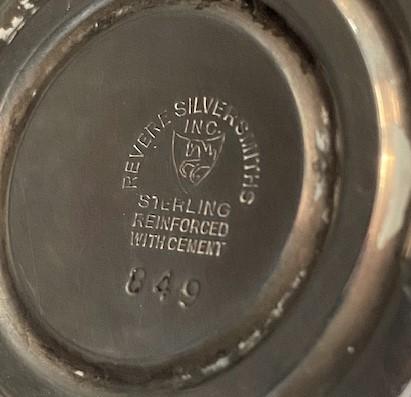 REVERE SILVERSMITHS
INC.
STERLING
REINFORCED
WITH CEMENT
849